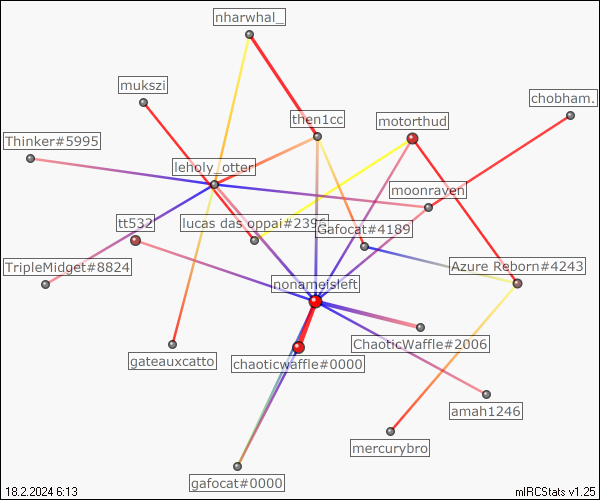 nharwhal_
mukszi
chobham.
then1cc
motorthud
Thinker#5995
leholy_otter
moonraven
tt532
lucas das oppai#239
Gafocat#4189
TripleMidget#8824
Azure Reborn#4243
nonameisleft
ChaoticWaffle#2006
gateauxcatto
chaoticwaffle#0000
amah1246
mercurybro
gafocat#0000
18.2.2024 6:13
mIRCStats v1.25